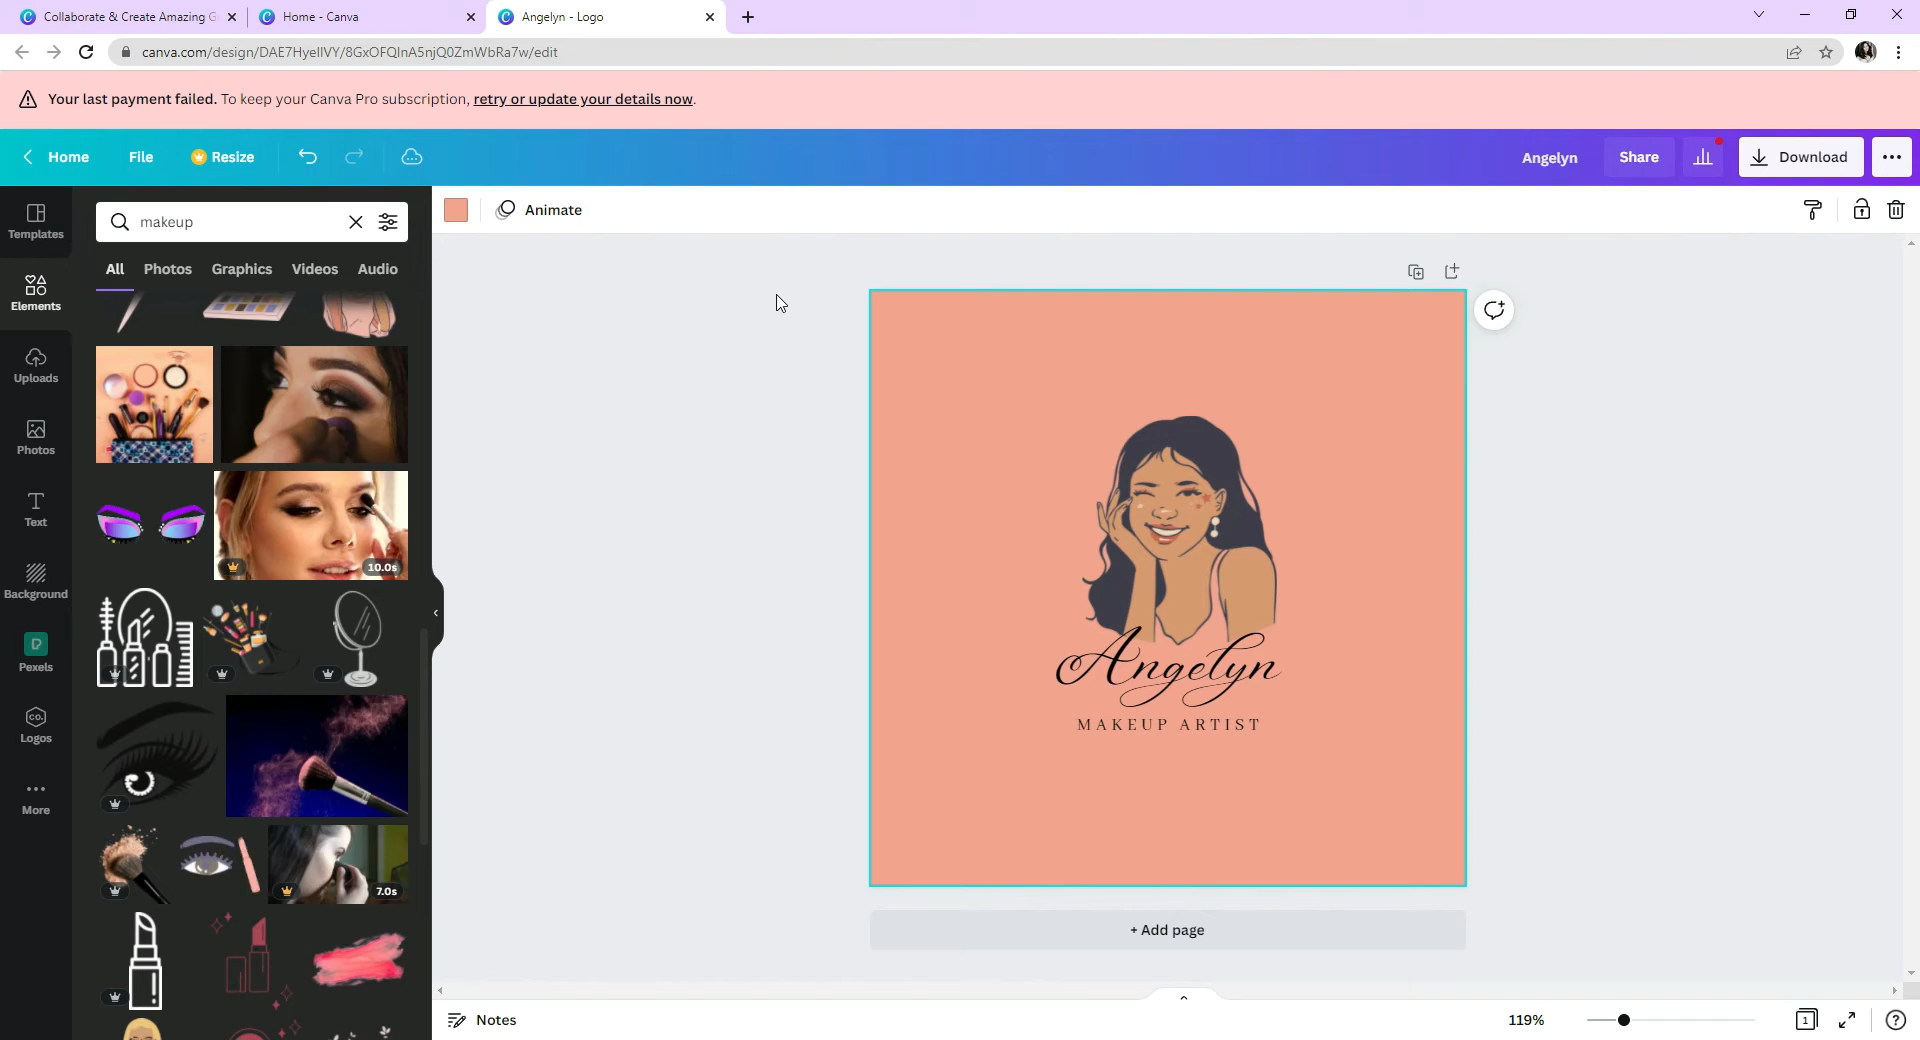 Collaborate & Create Amazing G
Home - Canva
Angelyn - Logo
canva.com/design/DAE7HyellVY/8GxOFQlnA5njQ0ZmWbRa7w/edit
Your last payment failed. To keep your Canva Pro subscription, retry or update your details now.
Home
File
Resize
Angelyn
Share
Download
Templates
makeup
Animate
All
Photos
Graphics
Videos
Audio
Elements
Uploads
Photos
Text
10.0s
Background
Pexels
Angelyn
MAKEUP ARTIST
CO.
Logos
More
7.0s
+ Add page
Notes
119%
1